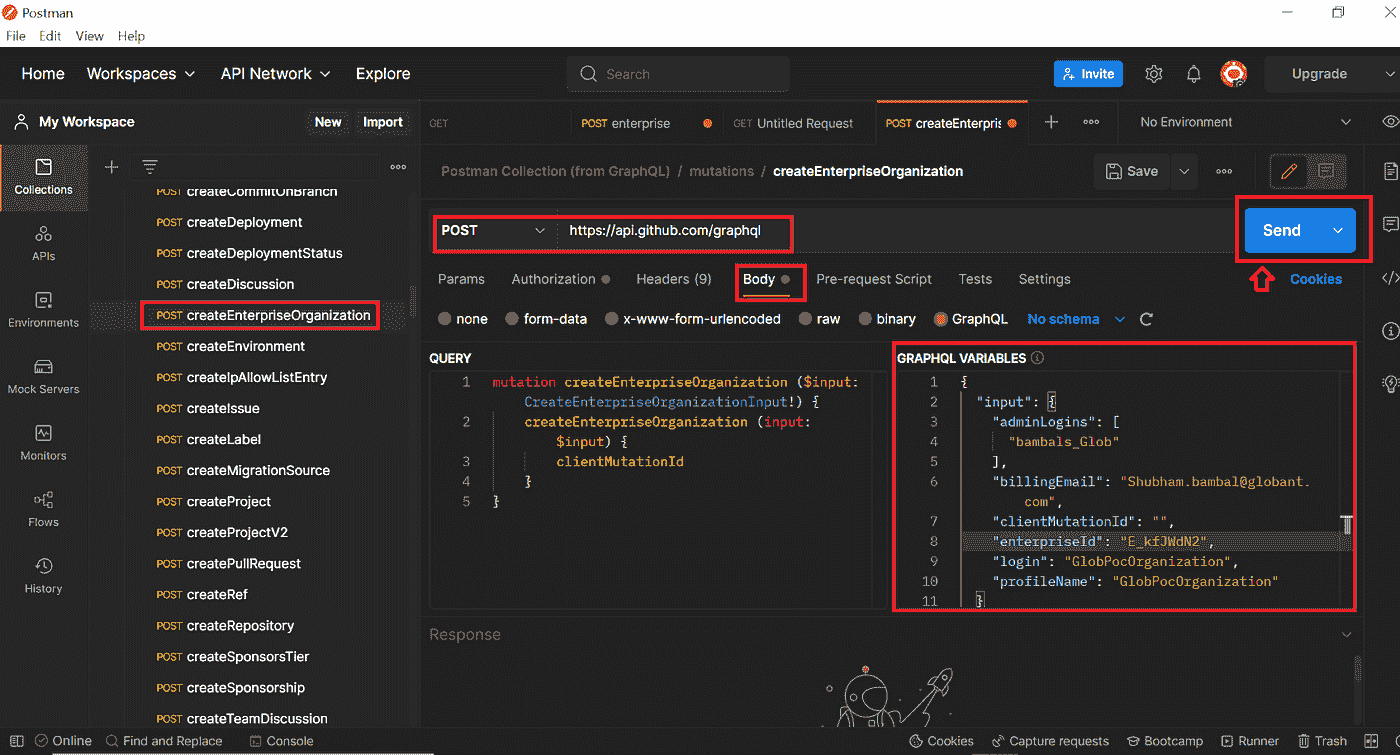 Postman
File Edit View Help
Home Workspaces API Network Explore Search Invite Upgrade
My Workspace New Import GET POST enterprise GET Untitled Request POST createEnterpris No Environment
Collections
APIs
Environments
Mock Servers
Monitors
Flows
History
POST createCommitOnBranch
POST createDeployment
POST createDeploymentStatus
POST createDiscussion
POST createEnterpriseOrganization
POST createEnvironment
POST createIpAllowListEntry
POST createIssue
POST createLabel
POST createMigrationSource
POST createProject
POST createProjectV2
POST createPullRequest
POST createRef
POST createRepository
POST createSponsorsTier
POST createSponsorship
POST createTeamDiscussion
Postman Collection (from GraphQL) / mutations / createEnterpriseOrganization Save
POST https://api.github.com/graphql Send
Params Authorization Headers (9) Body Pre-request Script Tests Settings Cookies
none form-data x-www-form-urlencoded raw binary GraphQL No schema
QUERY
1 mutation createEnterpriseOrganization ($input:
CreateEnterpriseOrganizationInput!) {
2 createEnterpriseOrganization (input:
$input) {
3 clientMutationId
4 }
5 }
GRAPHQL VARIABLES
1 {
2 "input": {
3 "adminLogins": [
4 "bambals_Glob"
5 ],
6 "billingEmail": "Shubham.bambal@globant.
com",
7 "clientMutationId": "",
8 "enterpriseId": "E_kfJWdN2",
9 "login": "GlobPocOrganization",
10 "profileName": "GlobPocOrganization"
11 }
Response
Online Find and Replace Console Cookies Capture requests Bootcamp Runner Trash